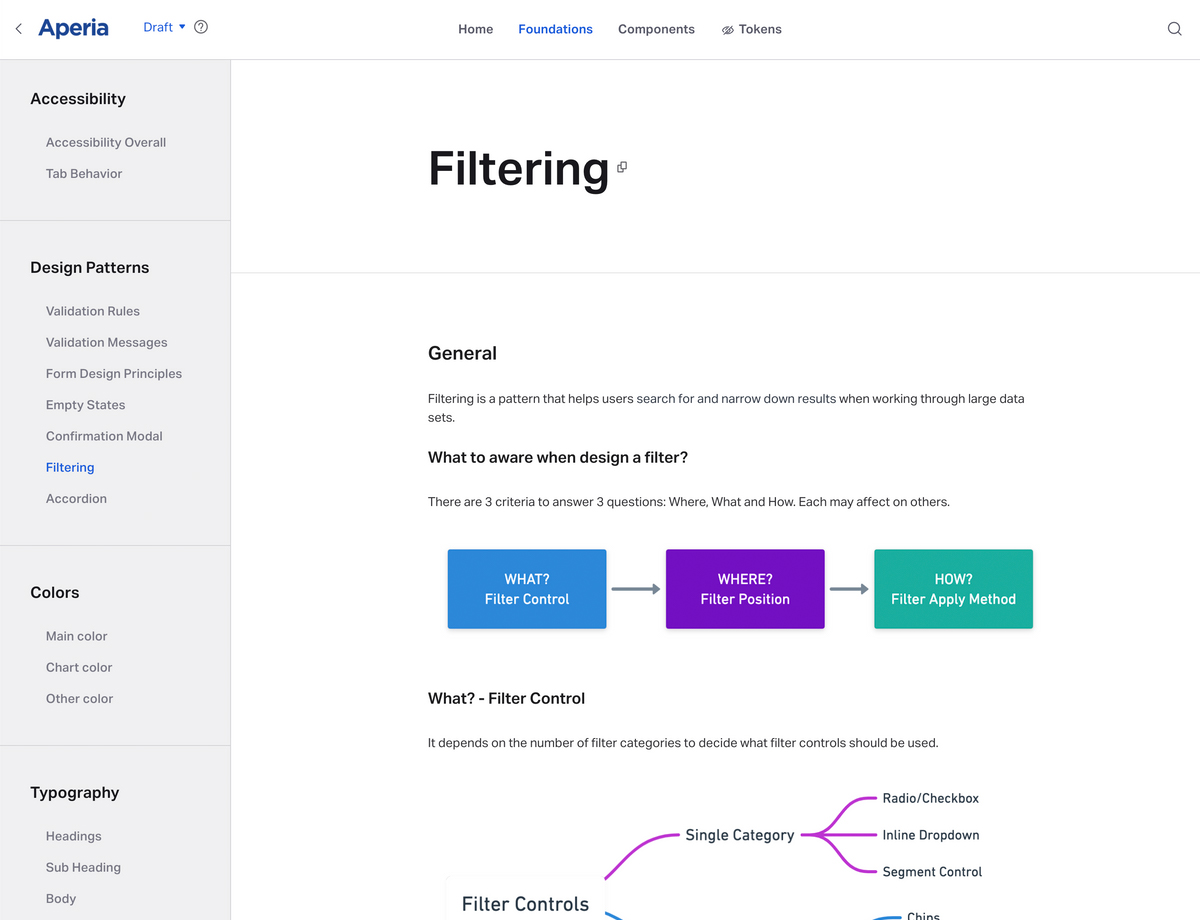 Aperia
Draft
Home
Foundations
Components
Tokens
Accessibility
Accessibility Overall
Tab Behavior
Design Patterns
Validation Rules
Validation Messages
Form Design Principles
Empty States
Confirmation Modal
Filtering
Accordion
Colors
Main color
Chart color
Other color
Typography
Headings
Sub Heading
Body
Filtering
General
Filtering is a pattern that helps users search for and narrow down results when working through large data
sets.
What to aware when design a filter?
There are 3 criteria to answer 3 questions: Where, What and How. Each may affect on others.
WHAT?
Filter Control
WHERE?
Filter Position
HOW?
Filter Apply Method
What? - Filter Control
It depends on the number of filter categories to decide what filter controls should be used.
Filter Controls
Single Category
Radio/Checkbox
Inline Dropdown
Segment Control
Chips